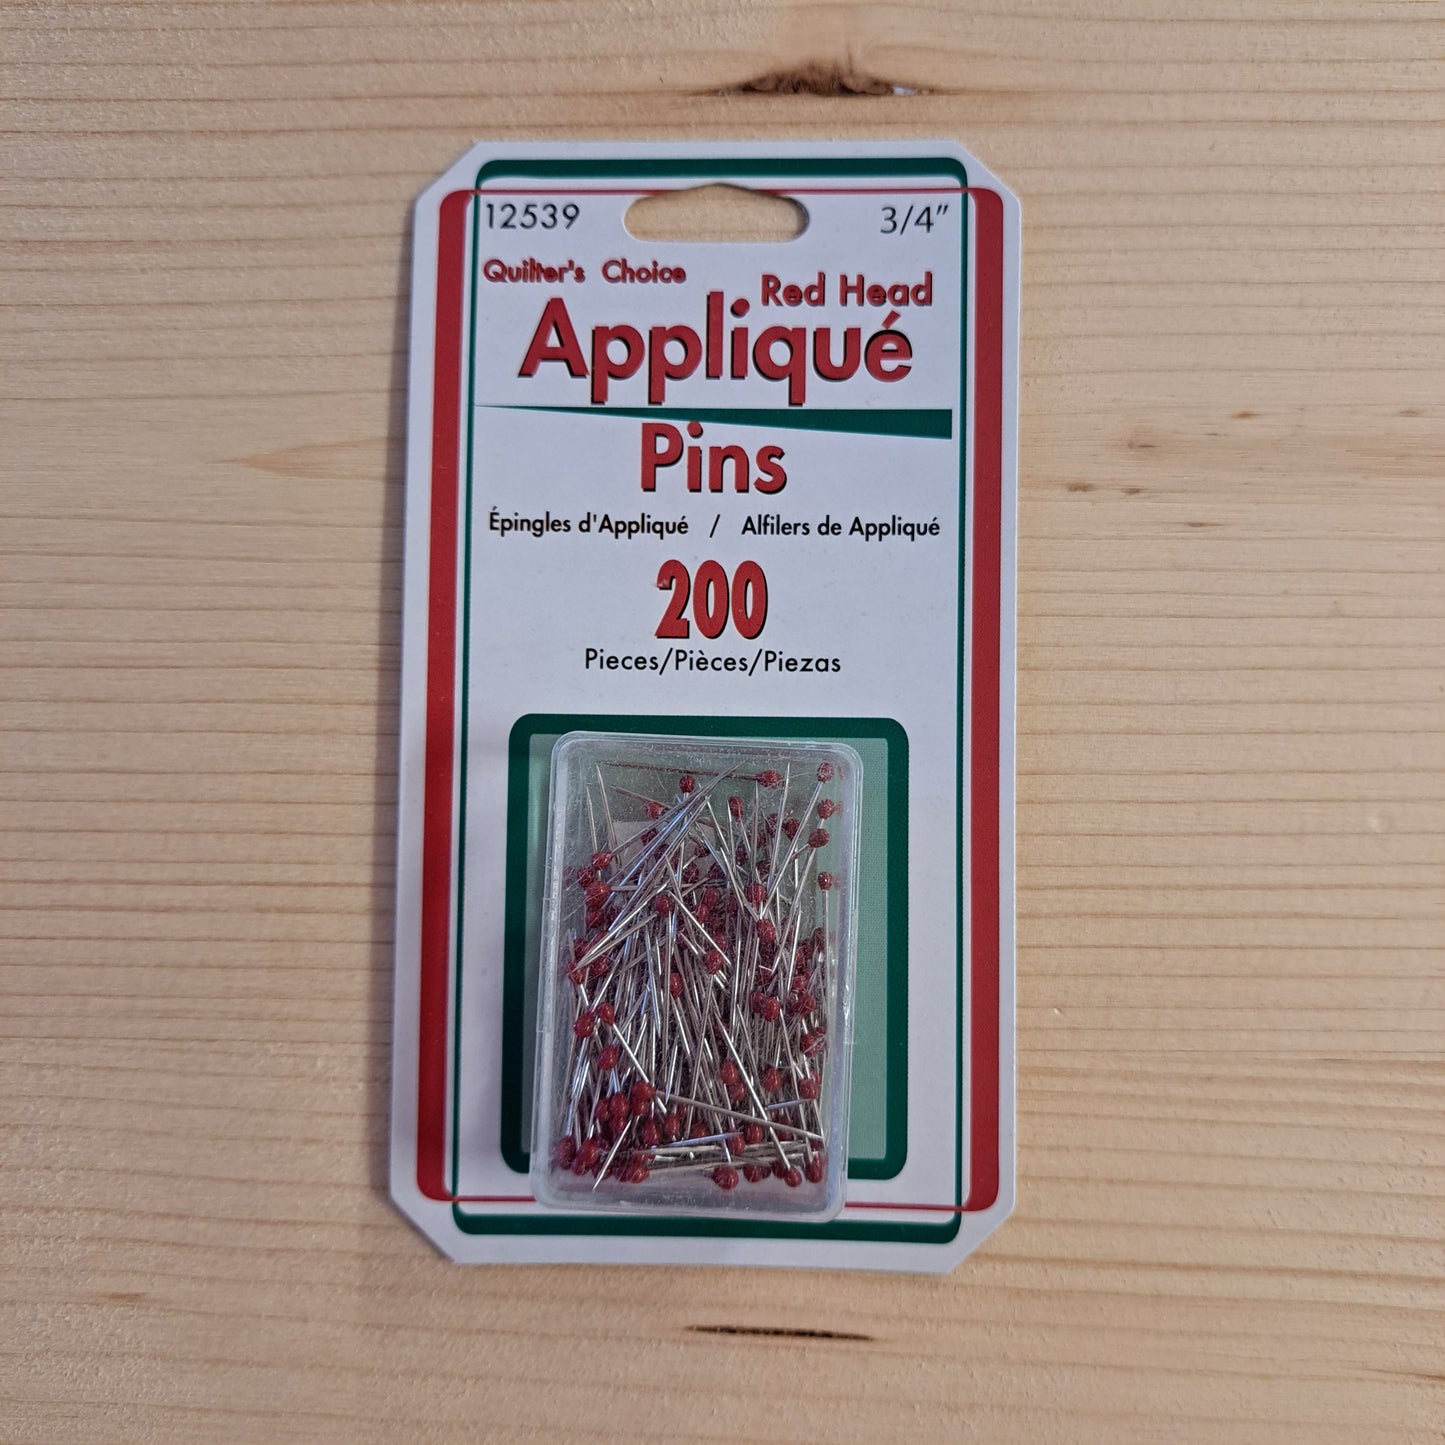 12539
3/4"
Quilter's Choice
Red Head
Appliqué
Pins
Épingles d'Appliqué / Alfilers de Appliqué
200
Pieces/Pièces/Piezas